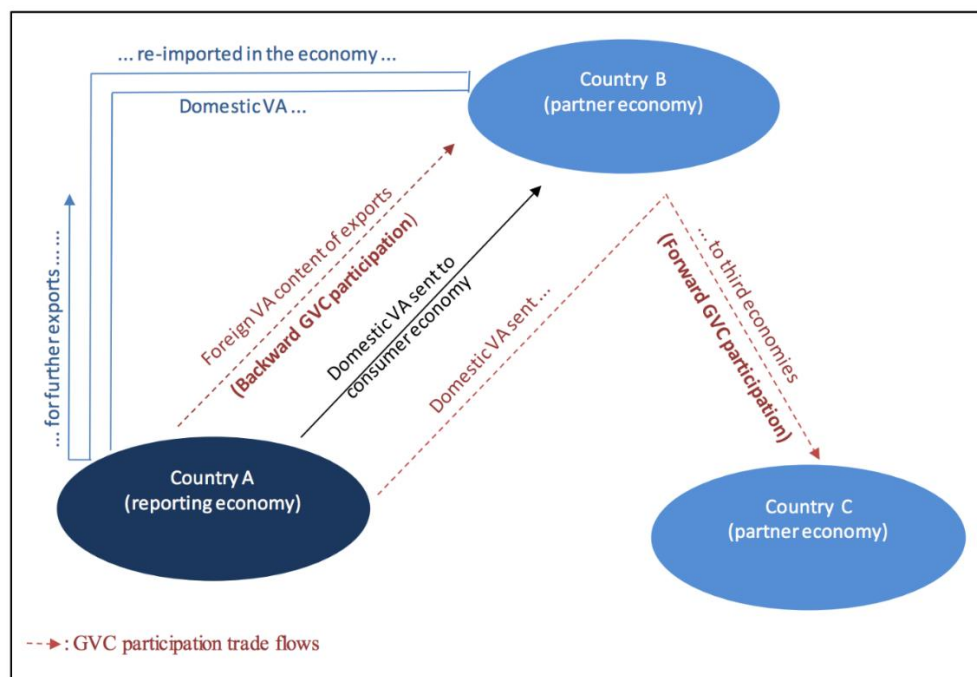 ... re-imported in the economy ...
Domestic VA ...
... for further exports ... ...
Country B
(partner economy)
Foreign VA content of exports
(Backward GVC participation)
Domestic VA sent to
consumer economy
Domestic VA sent ...
... to third economies
(Forward GVC participation)
Country A
(reporting economy)
Country C
(partner economy)
: GVC participation trade flows